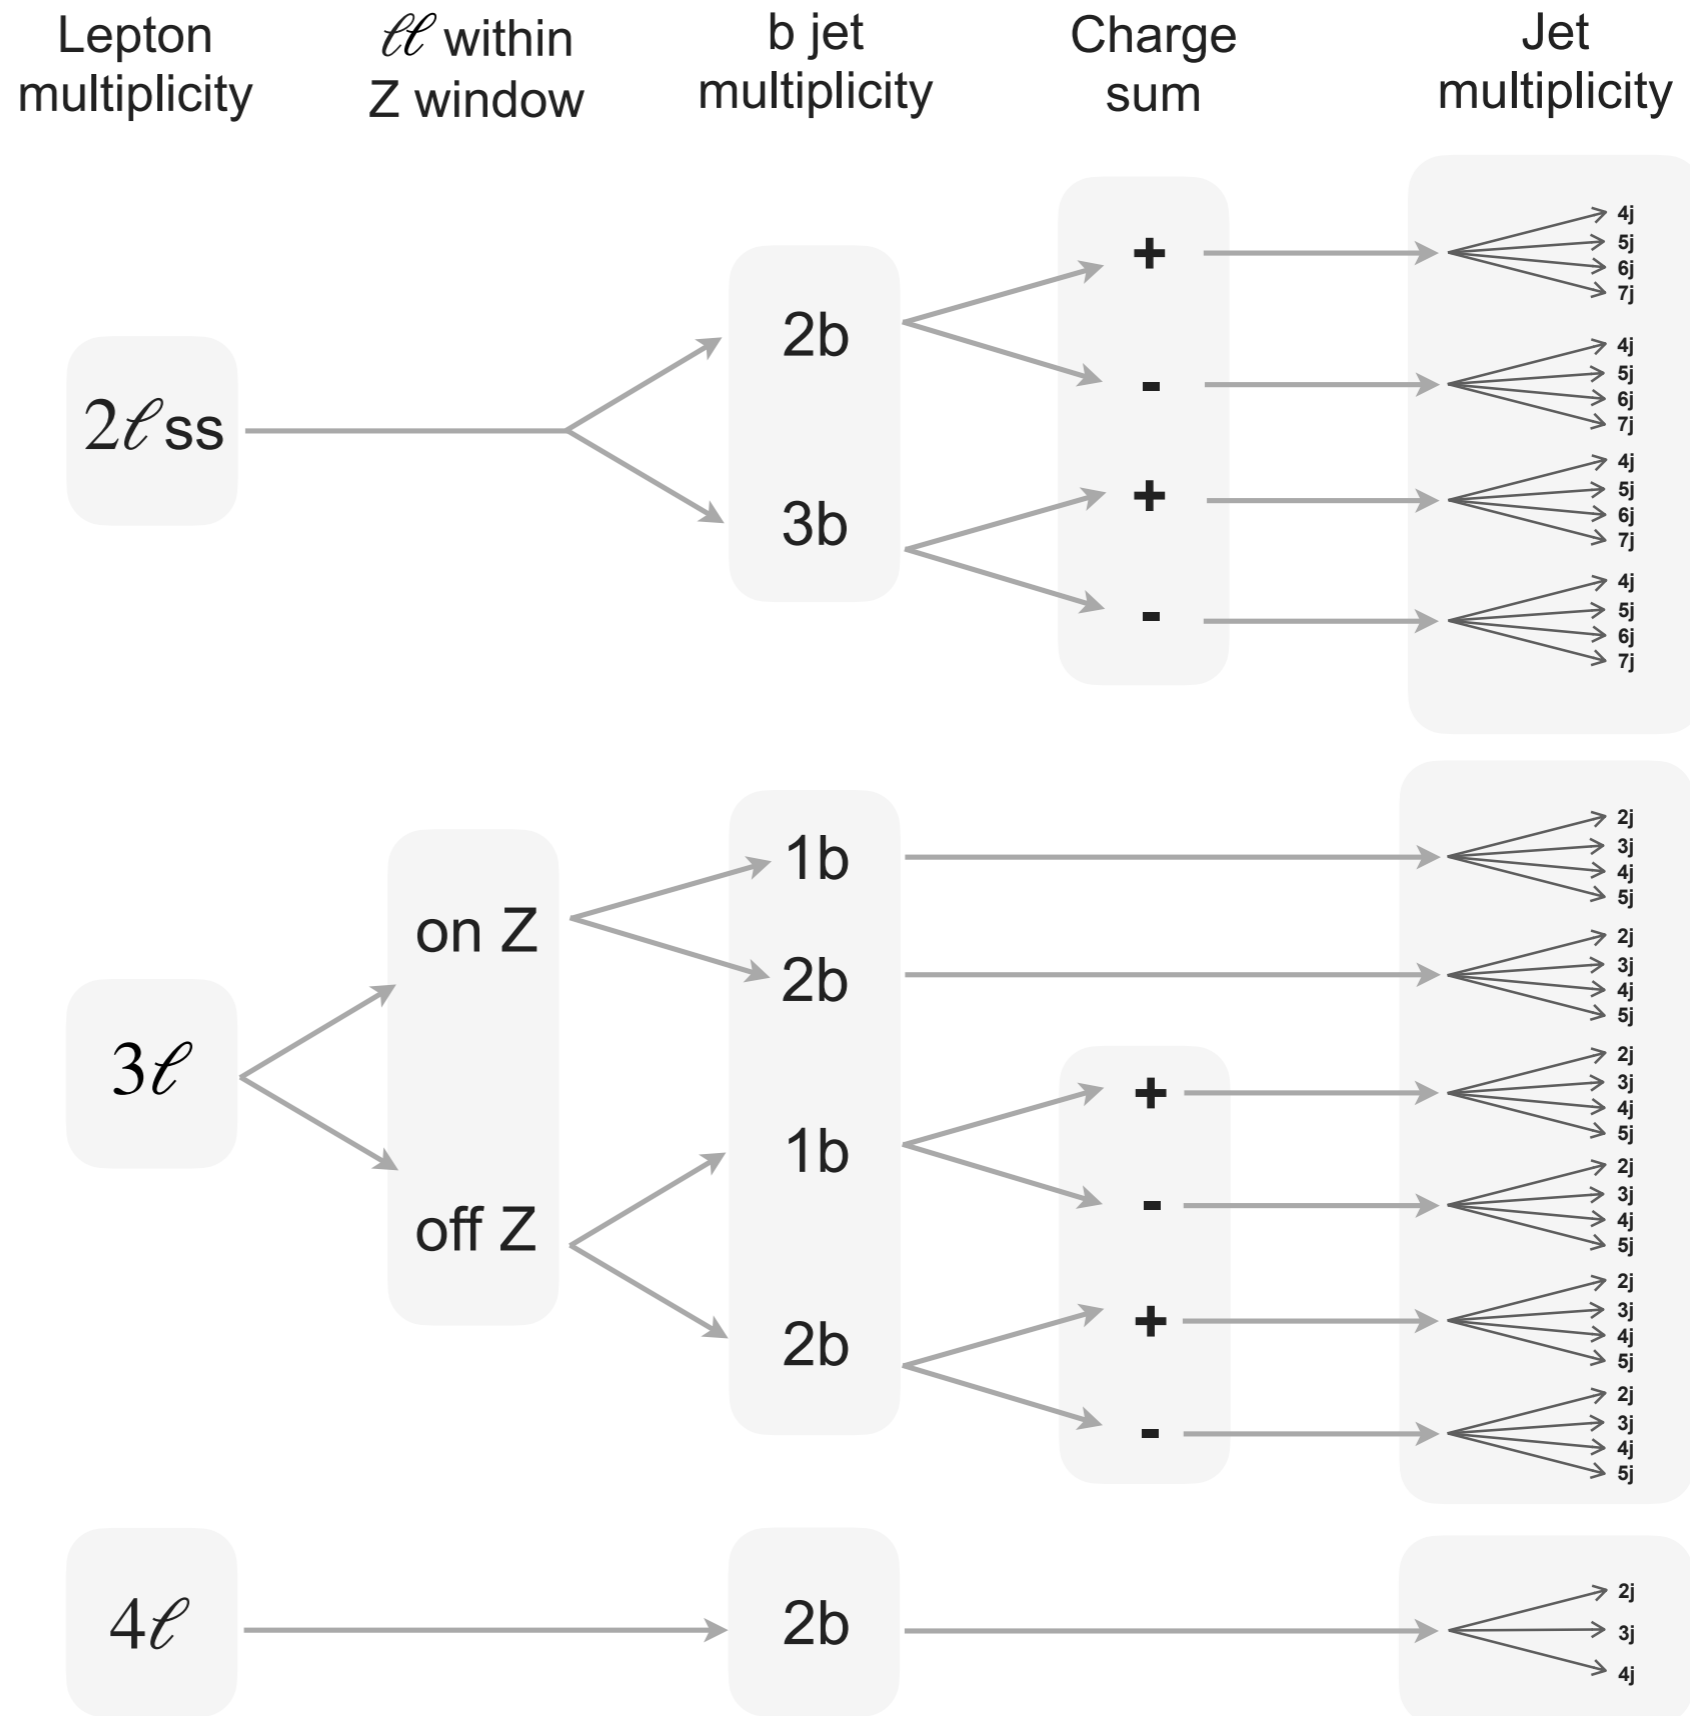 Lepton
multiplicity
ℓℓ within
Z window
b jet
multiplicity
Charge
sum
Jet
multiplicity
2ℓ ss
2b
3b
+
-
+
-
4j
5j
6j
7j
4j
5j
6j
7j
4j
5j
6j
7j
4j
5j
6j
7j
3ℓ
on Z
off Z
1b
2b
1b
2b
+
-
+
-
2j
3j
4j
5j
2j
3j
4j
5j
2j
3j
4j
5j
2j
3j
4j
5j
2j
3j
4j
5j
2j
3j
4j
5j
4ℓ
2b
2j
3j
4j